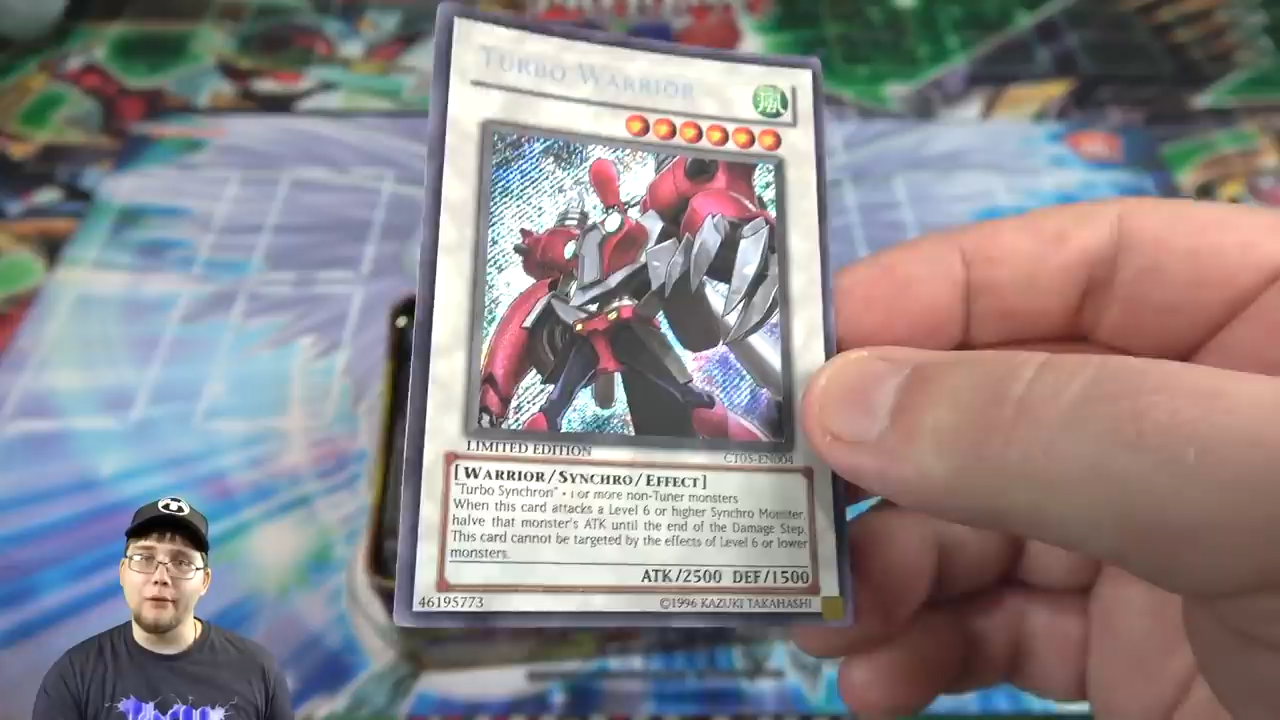 TURBO WARRIOR
風
LIMITED EDITION
CT05-EN004
[WARRIOR/SYNCHRO/EFFECT]
"Turbo Synchron" + 1 or more non-Tuner monsters
When this card attacks a Level 6 or higher Synchro Monster,
halve that monster's ATK until the end of the Damage Step.
This card cannot be targeted by the effects of Level 6 or lower
monsters.
ATK/2500 DEF/1500
46195773
©1996 KAZUKI TAKAHASHI